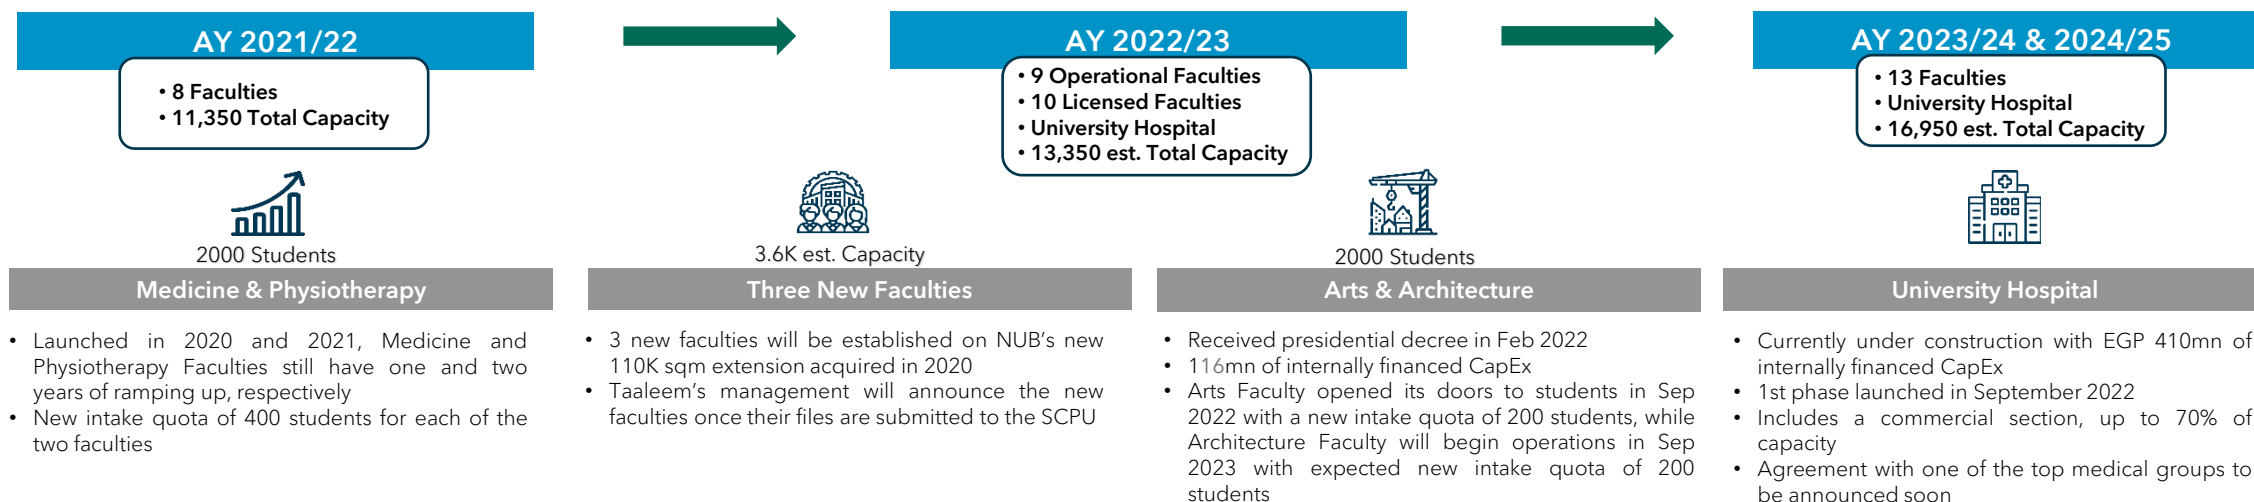 AY 2021/22
• 8 Faculties
• 11,350 Total Capacity
AY 2022/23
• 9 Operational Faculties
• 10 Licensed Faculties
• University Hospital
• 13,350 est. Total Capacity
AY 2023/24 & 2024/25
• 13 Faculties
• University Hospital
• 16,950 est. Total Capacity
2000 Students
Medicine & Physiotherapy
• Launched in 2020 and 2021, Medicine and
Physiotherapy Faculties still have one and two
years of ramping up, respectively
• New intake quota of 400 students for each of the
two faculties
3.6K est. Capacity
Three New Faculties
• 3 new faculties will be established on NUB's new
110K sqm extension acquired in 2020
• Taaleem's management will announce the new
faculties once their files are submitted to the SCPU
2000 Students
Arts & Architecture
• Received presidential decree in Feb 2022
• 116mn of internally financed CapEx
• Arts Faculty opened its doors to students in Sep
2022 with a new intake quota of 200 students, while
Architecture Faculty will begin operations in Sep
2023 with expected new intake quota of 200
students
University Hospital
• Currently under construction with EGP 410mn of
internally financed CapEx
• 1st phase launched in September 2022
• Includes a commercial section, up to 70% of
capacity
• Agreement with one of the top medical groups to
be announced soon